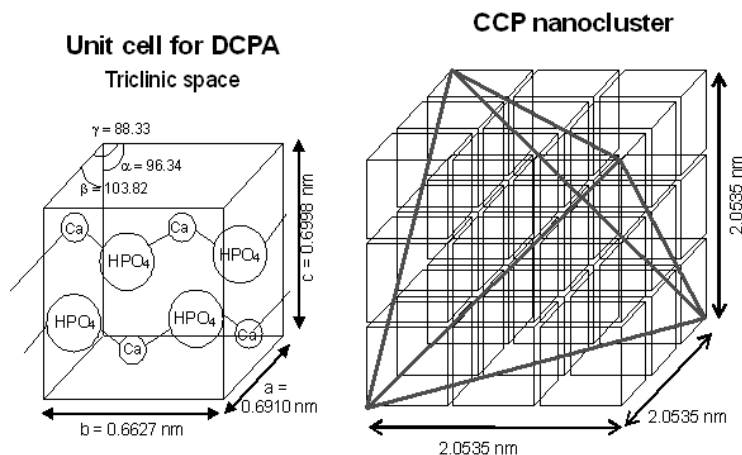 Unit cell for DCPA
Triclinic space
γ = 88.33
α = 96.34
β = 103.82
Ca
Ca
HPO₄
HPO₄
HPO₄
HPO₄
Ca
Ca
c = 0.6998 nm
a =
0.6910 nm
b = 0.6627 nm
CCP nanocluster
2.0535 nm
2.0535 nm
2.0535 nm